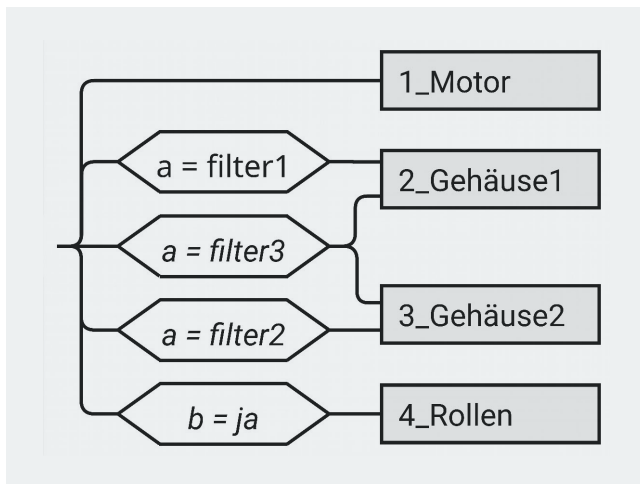 1_Motor
a = filter1
2_Gehäuse1
a = filter3
3_Gehäuse2
a = filter2
b = ja
4_Rollen